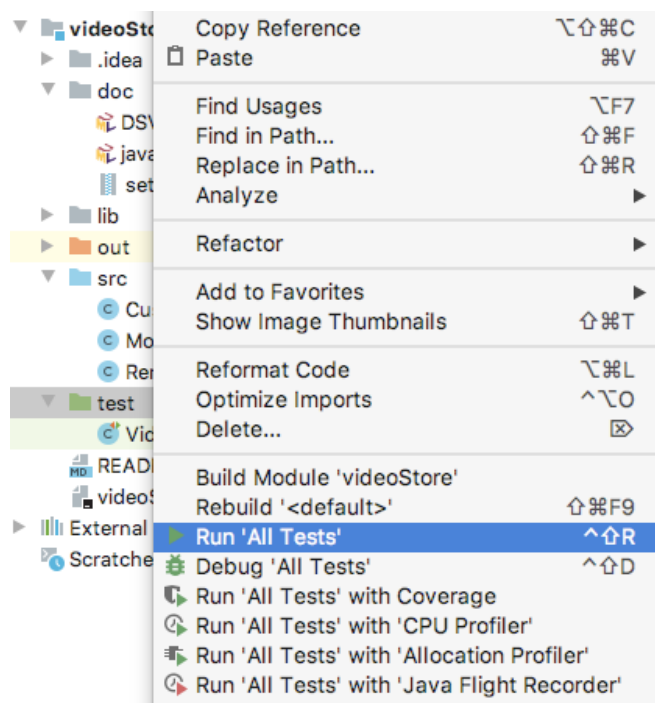 videoSto
.idea
doc
DSV
java
set
lib
out
src
Cu
Mo
Rer
test
Vid
READI
MD
videoS
External
Scratche
Copy Reference ⌥⇧⌘C
Paste ⌘V
Find Usages ⌥F7
Find in Path... ⇧⌘F
Replace in Path... ⇧⌘R
Analyze
Refactor
Add to Favorites
Show Image Thumbnails ⇧⌘T
Reformat Code ⌥⌘L
Optimize Imports ^⌥O
Delete... ⌦
Build Module 'videoStore'
Rebuild '<default>' ⇧⌘F9
Run 'All Tests' ^⇧R
Debug 'All Tests' ^⇧D
Run 'All Tests' with Coverage
Run 'All Tests' with 'CPU Profiler'
Run 'All Tests' with 'Allocation Profiler'
Run 'All Tests' with 'Java Flight Recorder'